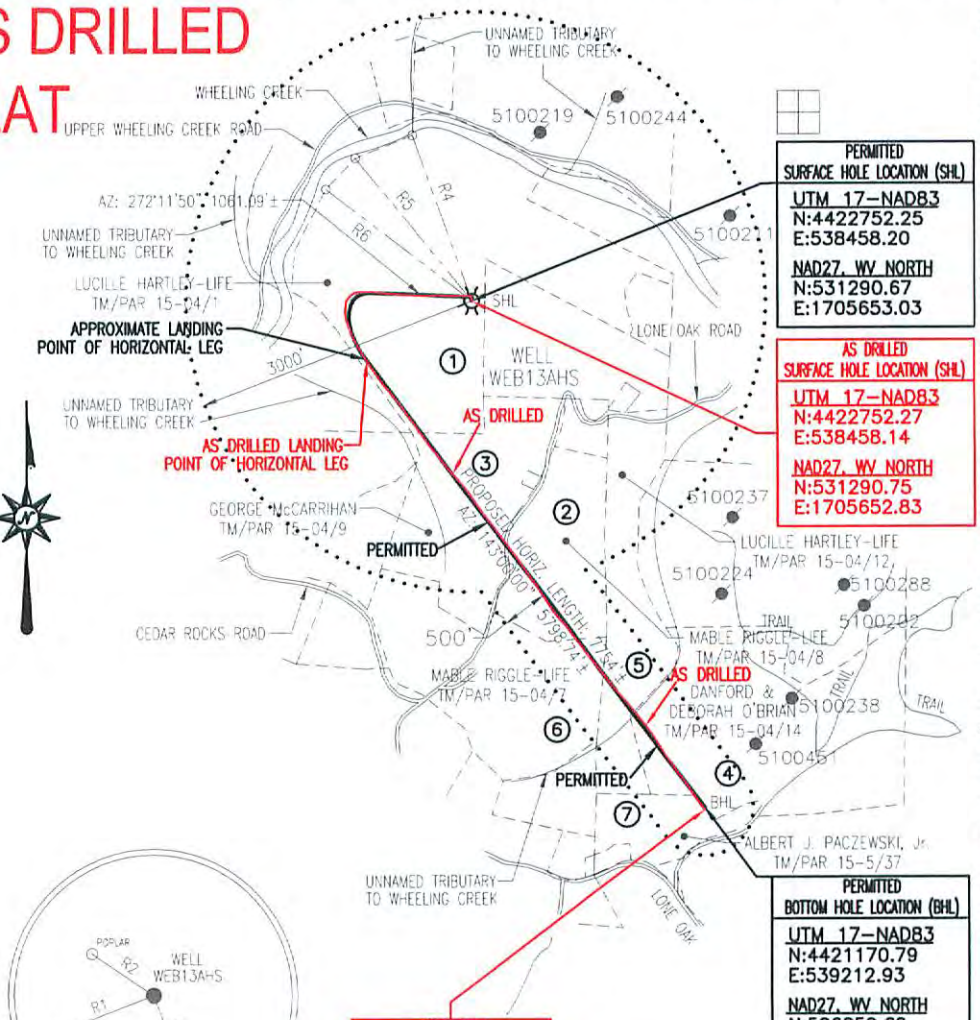 S DRILLED
AT
UNNAMED TRIBUTARY
TO WHEELING CREEK
WHEELING CREEK
UPPER WHEELING CREEK ROAD
5100219
5100244
AZ: 272°11'50" 1061.09'±
UNNAMED TRIBUTARY
TO WHEELING CREEK
R4
R5
R6
5100211
LUCILLE HARTLEY-LIFE
TM/PAR 15-04/1
SHL
APPROXIMATE LANDING
POINT OF HORIZONTAL LEG
3000'
LONE OAK ROAD
1
WELL
WEB13AHS
UNNAMED TRIBUTARY
TO WHEELING CREEK
AS DRILLED LANDING
POINT OF HORIZONTAL LEG
AS DRILLED
3
N
GEORGE McCARRIHAN
TM/PAR 15-04/9
2
5100237
LUCILLE HARTLEY-LIFE
TM/PAR 15-04/12
PERMITTED
PROPOSED HORIZ. LENGTH: 7754'±
5798.74'±
5100224
5100288
CEDAR ROCKS ROAD
500'
TRAIL
MABLE RIGGLE-LIFE
TM/PAR 15-04/8
MABLE RIGGLE-LIFE
TM/PAR 15-04/7
5
AS DRILLED
DANFORD &
DEBORAH O'BRIAN
TM/PAR 15-04/14
5100238
TRAIL
TRAIL
6
PERMITTED
4
7
BHL
ALBERT J. PACZEWSKI, Jr.
TM/PAR 15-5/37
UNNAMED TRIBUTARY
TO WHEELING CREEK
LONE OAK
PERMITTED
SURFACE HOLE LOCATION (SHL)
UTM 17-NAD83
N:4422752.25
E:538458.20
NAD27, WV NORTH
N:531290.67
E:1705653.03
AS DRILLED
SURFACE HOLE LOCATION (SHL)
UTM 17-NAD83
N:4422752.27
E:538458.14
NAD27, WV NORTH
N:531290.75
E:1705652.83
PERMITTED
BOTTOM HOLE LOCATION (BHL)
UTM 17-NAD83
N:4421170.79
E:539212.93
NAD27, WV NORTH
POPLAR
R2
WELL
WEB13AHS
R1